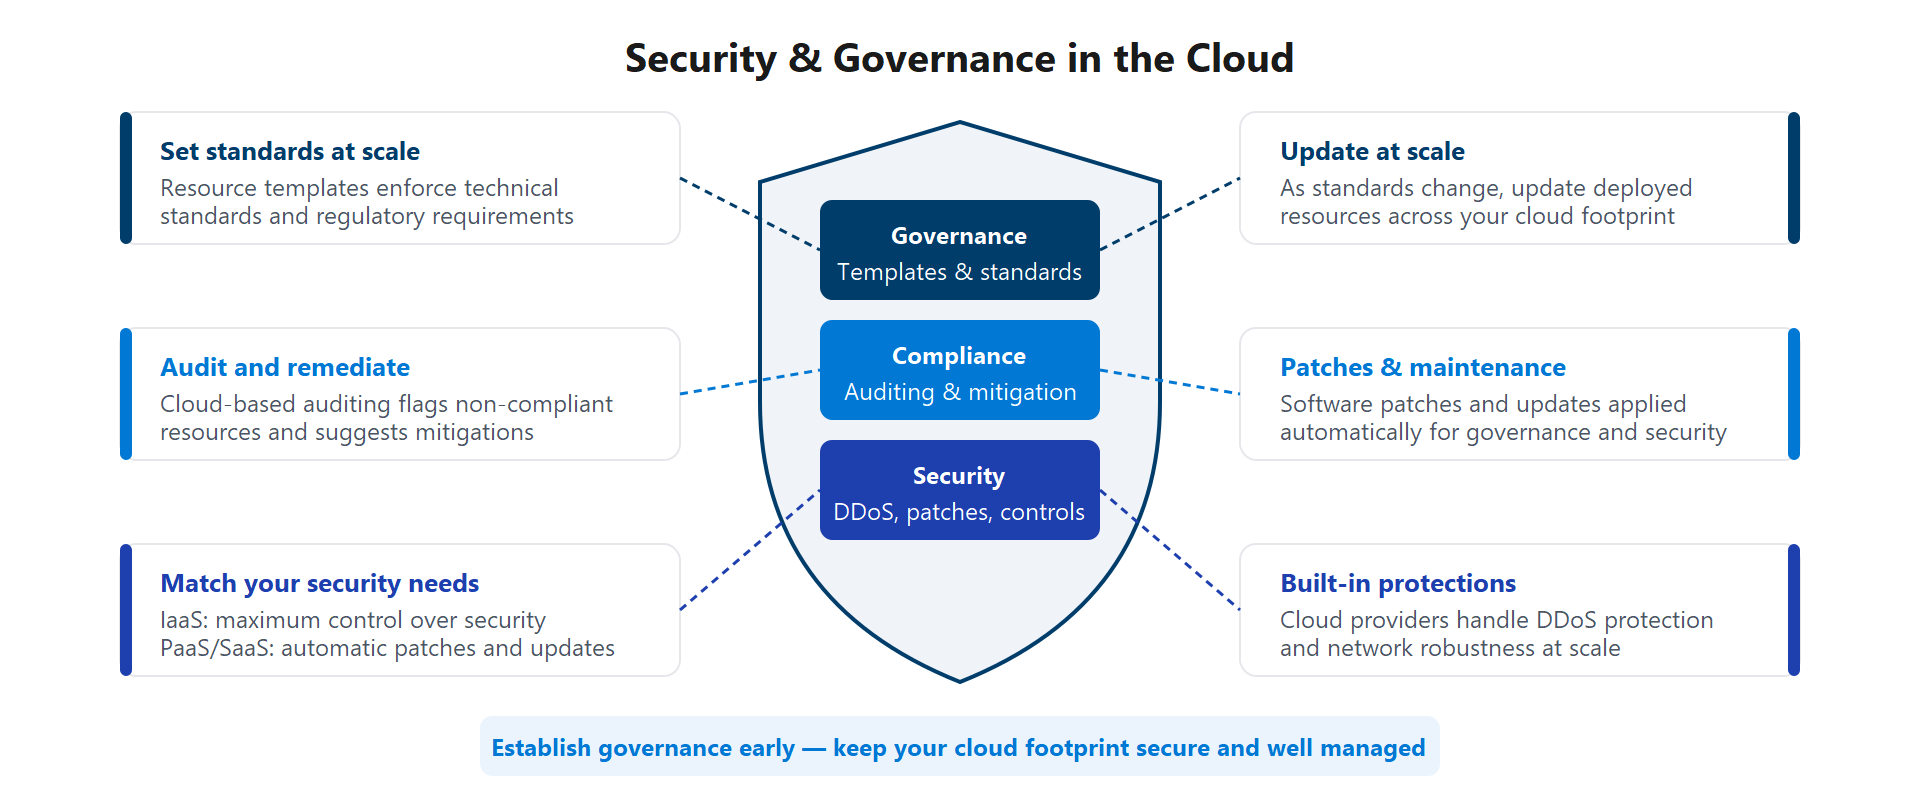 Security & Governance in the Cloud
Set standards at scale
Resource templates enforce technical
standards and regulatory requirements
Audit and remediate
Cloud-based auditing flags non-compliant
resources and suggests mitigations
Match your security needs
IaaS: maximum control over security
PaaS/SaaS: automatic patches and updates
Governance
Templates & standards
Compliance
Auditing & mitigation
Security
DDoS, patches, controls
Update at scale
As standards change, update deployed
resources across your cloud footprint
Patches & maintenance
Software patches and updates applied
automatically for governance and security
Built-in protections
Cloud providers handle DDoS protection
and network robustness at scale
Establish governance early — keep your cloud footprint secure and well managed